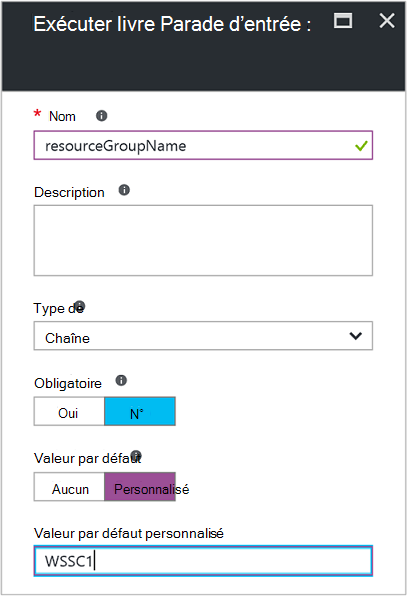 Exécuter livre Parade d'entrée :
* Nom
resourceGroupName
Description
Type de
Chaîne
Obligatoire
Oui N°
Valeur par défaut
Aucun Personnalisé
Valeur par défaut personnalisé
WSSC1